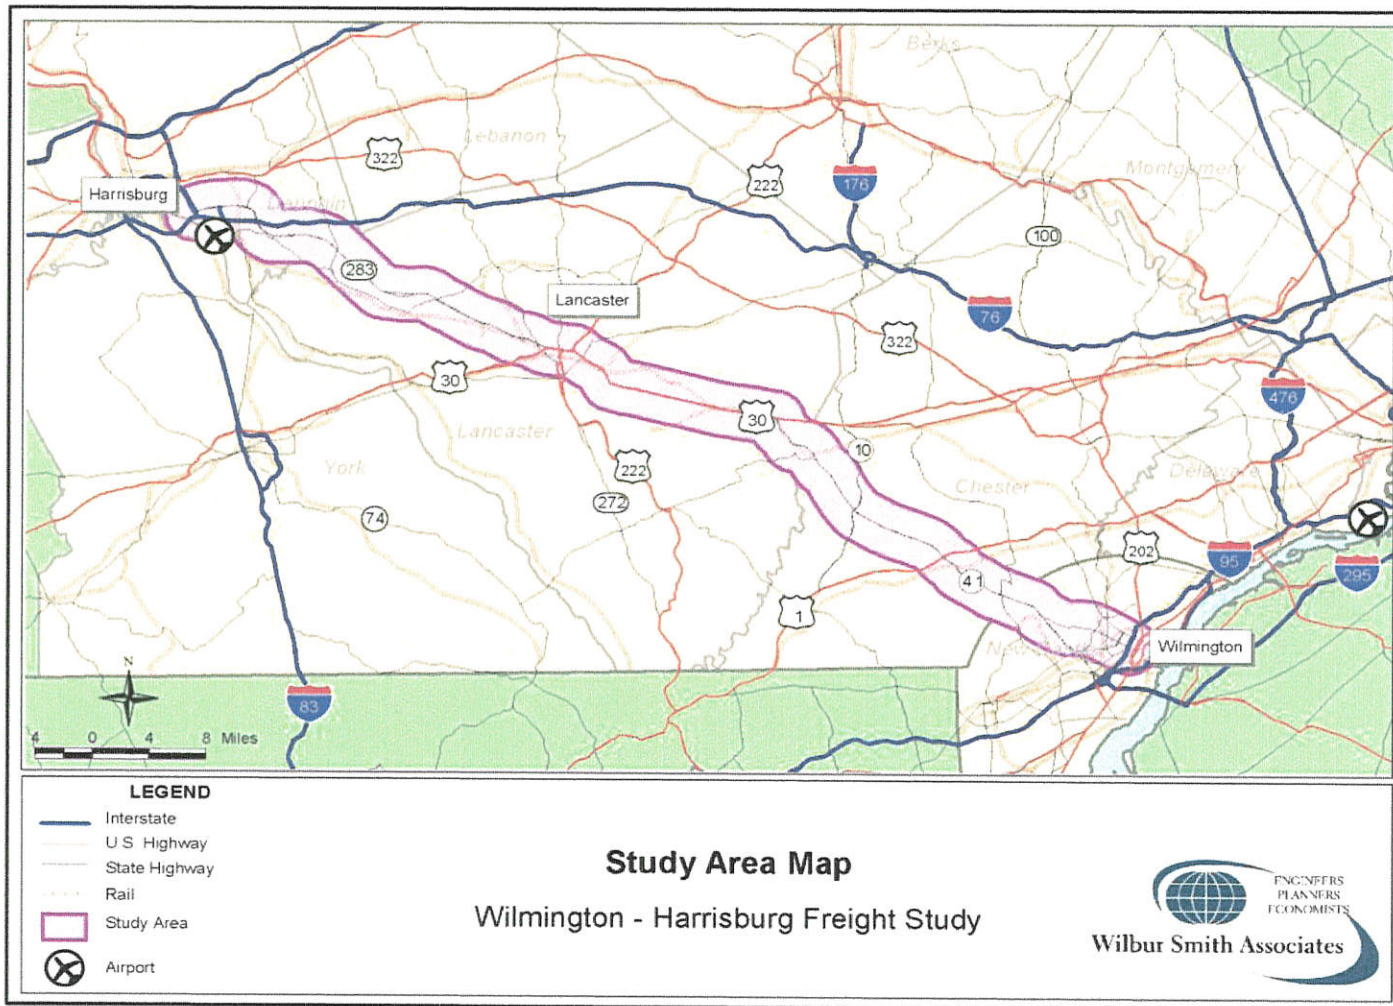 Berks
Lebanon
322
222
176
Montgomery
Harrisburg
Dauphin
100
283
Lancaster
76
322
30
476
30
Lancaster
10
York
222
Chester
Delaware
272
74
202
95
295
41
1
New
Wilmington
N
83
4 0 4 8 Miles
LEGEND
Interstate
U.S. Highway
State Highway
Rail
Study Area
Airport
Study Area Map
Wilmington - Harrisburg Freight Study
ENGINEERS
PLANNERS
ECONOMISTS
Wilbur Smith Associates